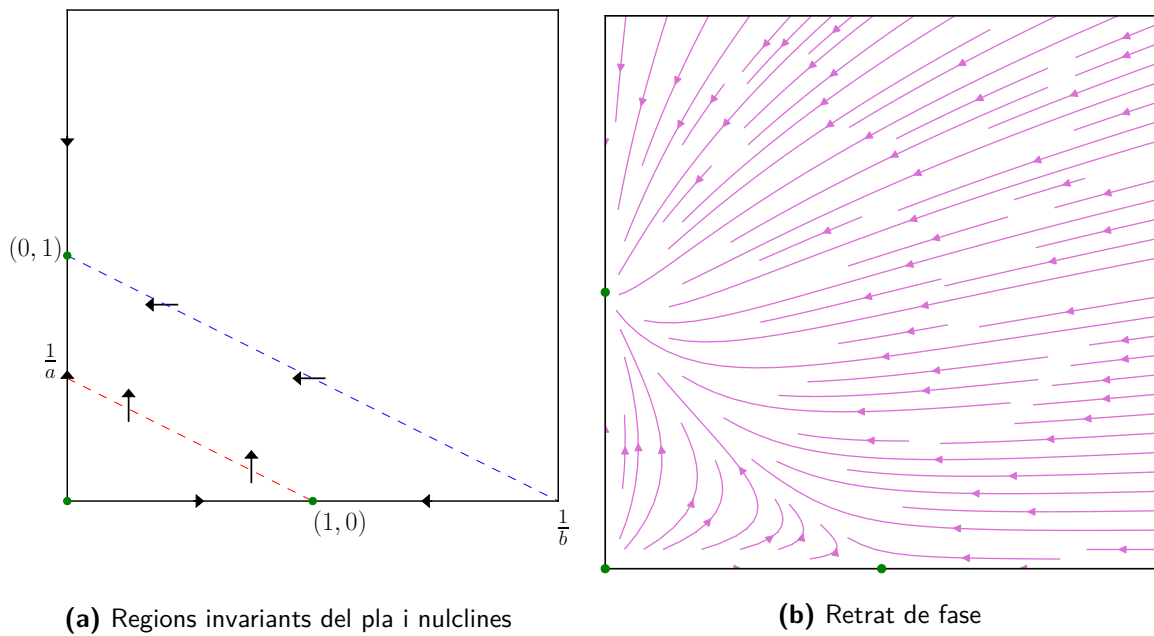 (0, 1)
1/a
(1, 0)
1/b
(a) Regions invariants del pla i nulclines
(b) Retrat de fase